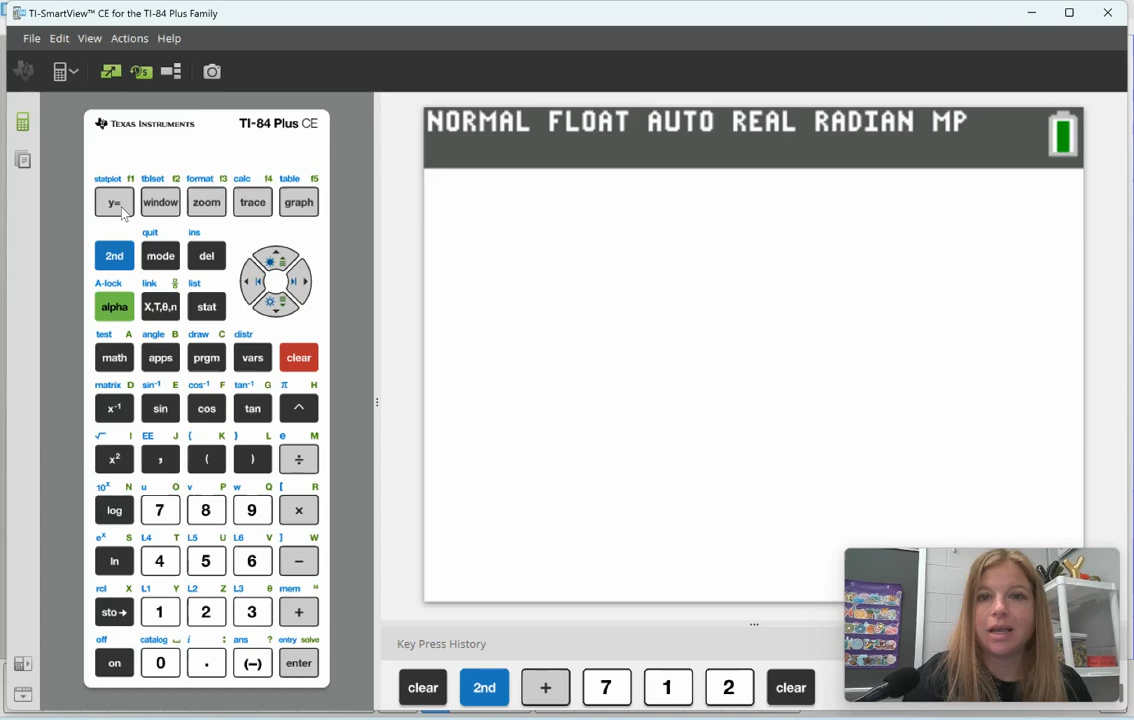 TI-SmartView™ CE for the TI-84 Plus Family
File Edit View Actions Help
TEXAS INSTRUMENTS TI-84 Plus CE
statplot f1 tblset f2 format f3 calc f4 table f5
y= window zoom trace graph
quit ins
2nd mode del
A-lock link list
alpha X,T,θ,n stat
test A angle B draw C distr
math apps prgm vars clear
matrix D sin⁻¹ E cos⁻¹ F tan⁻¹ G π H
x⁻¹ sin cos tan ^
√ I EE J { K } L e M
x² , ( ) ÷
10ˣ N u O v P w Q [ R
log 7 8 9 ×
eˣ S L4 T L5 U L6 V ] W
ln 4 5 6 −
rcl X L1 Y L2 Z L3 θ mem “
sto→ 1 2 3 +
off catalog ⎵ i : ans ? entry solve
on 0 . (−) enter
NORMAL FLOAT AUTO REAL RADIAN MP
Key Press History
clear 2nd + 7 1 2 clear